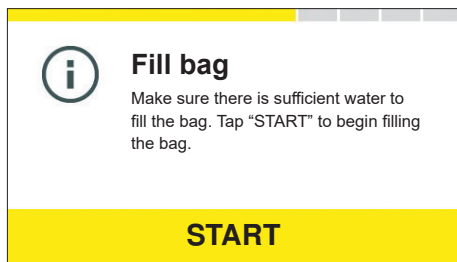 Fill bag
Make sure there is sufficient water to
fill the bag. Tap “START” to begin filling
the bag.
START